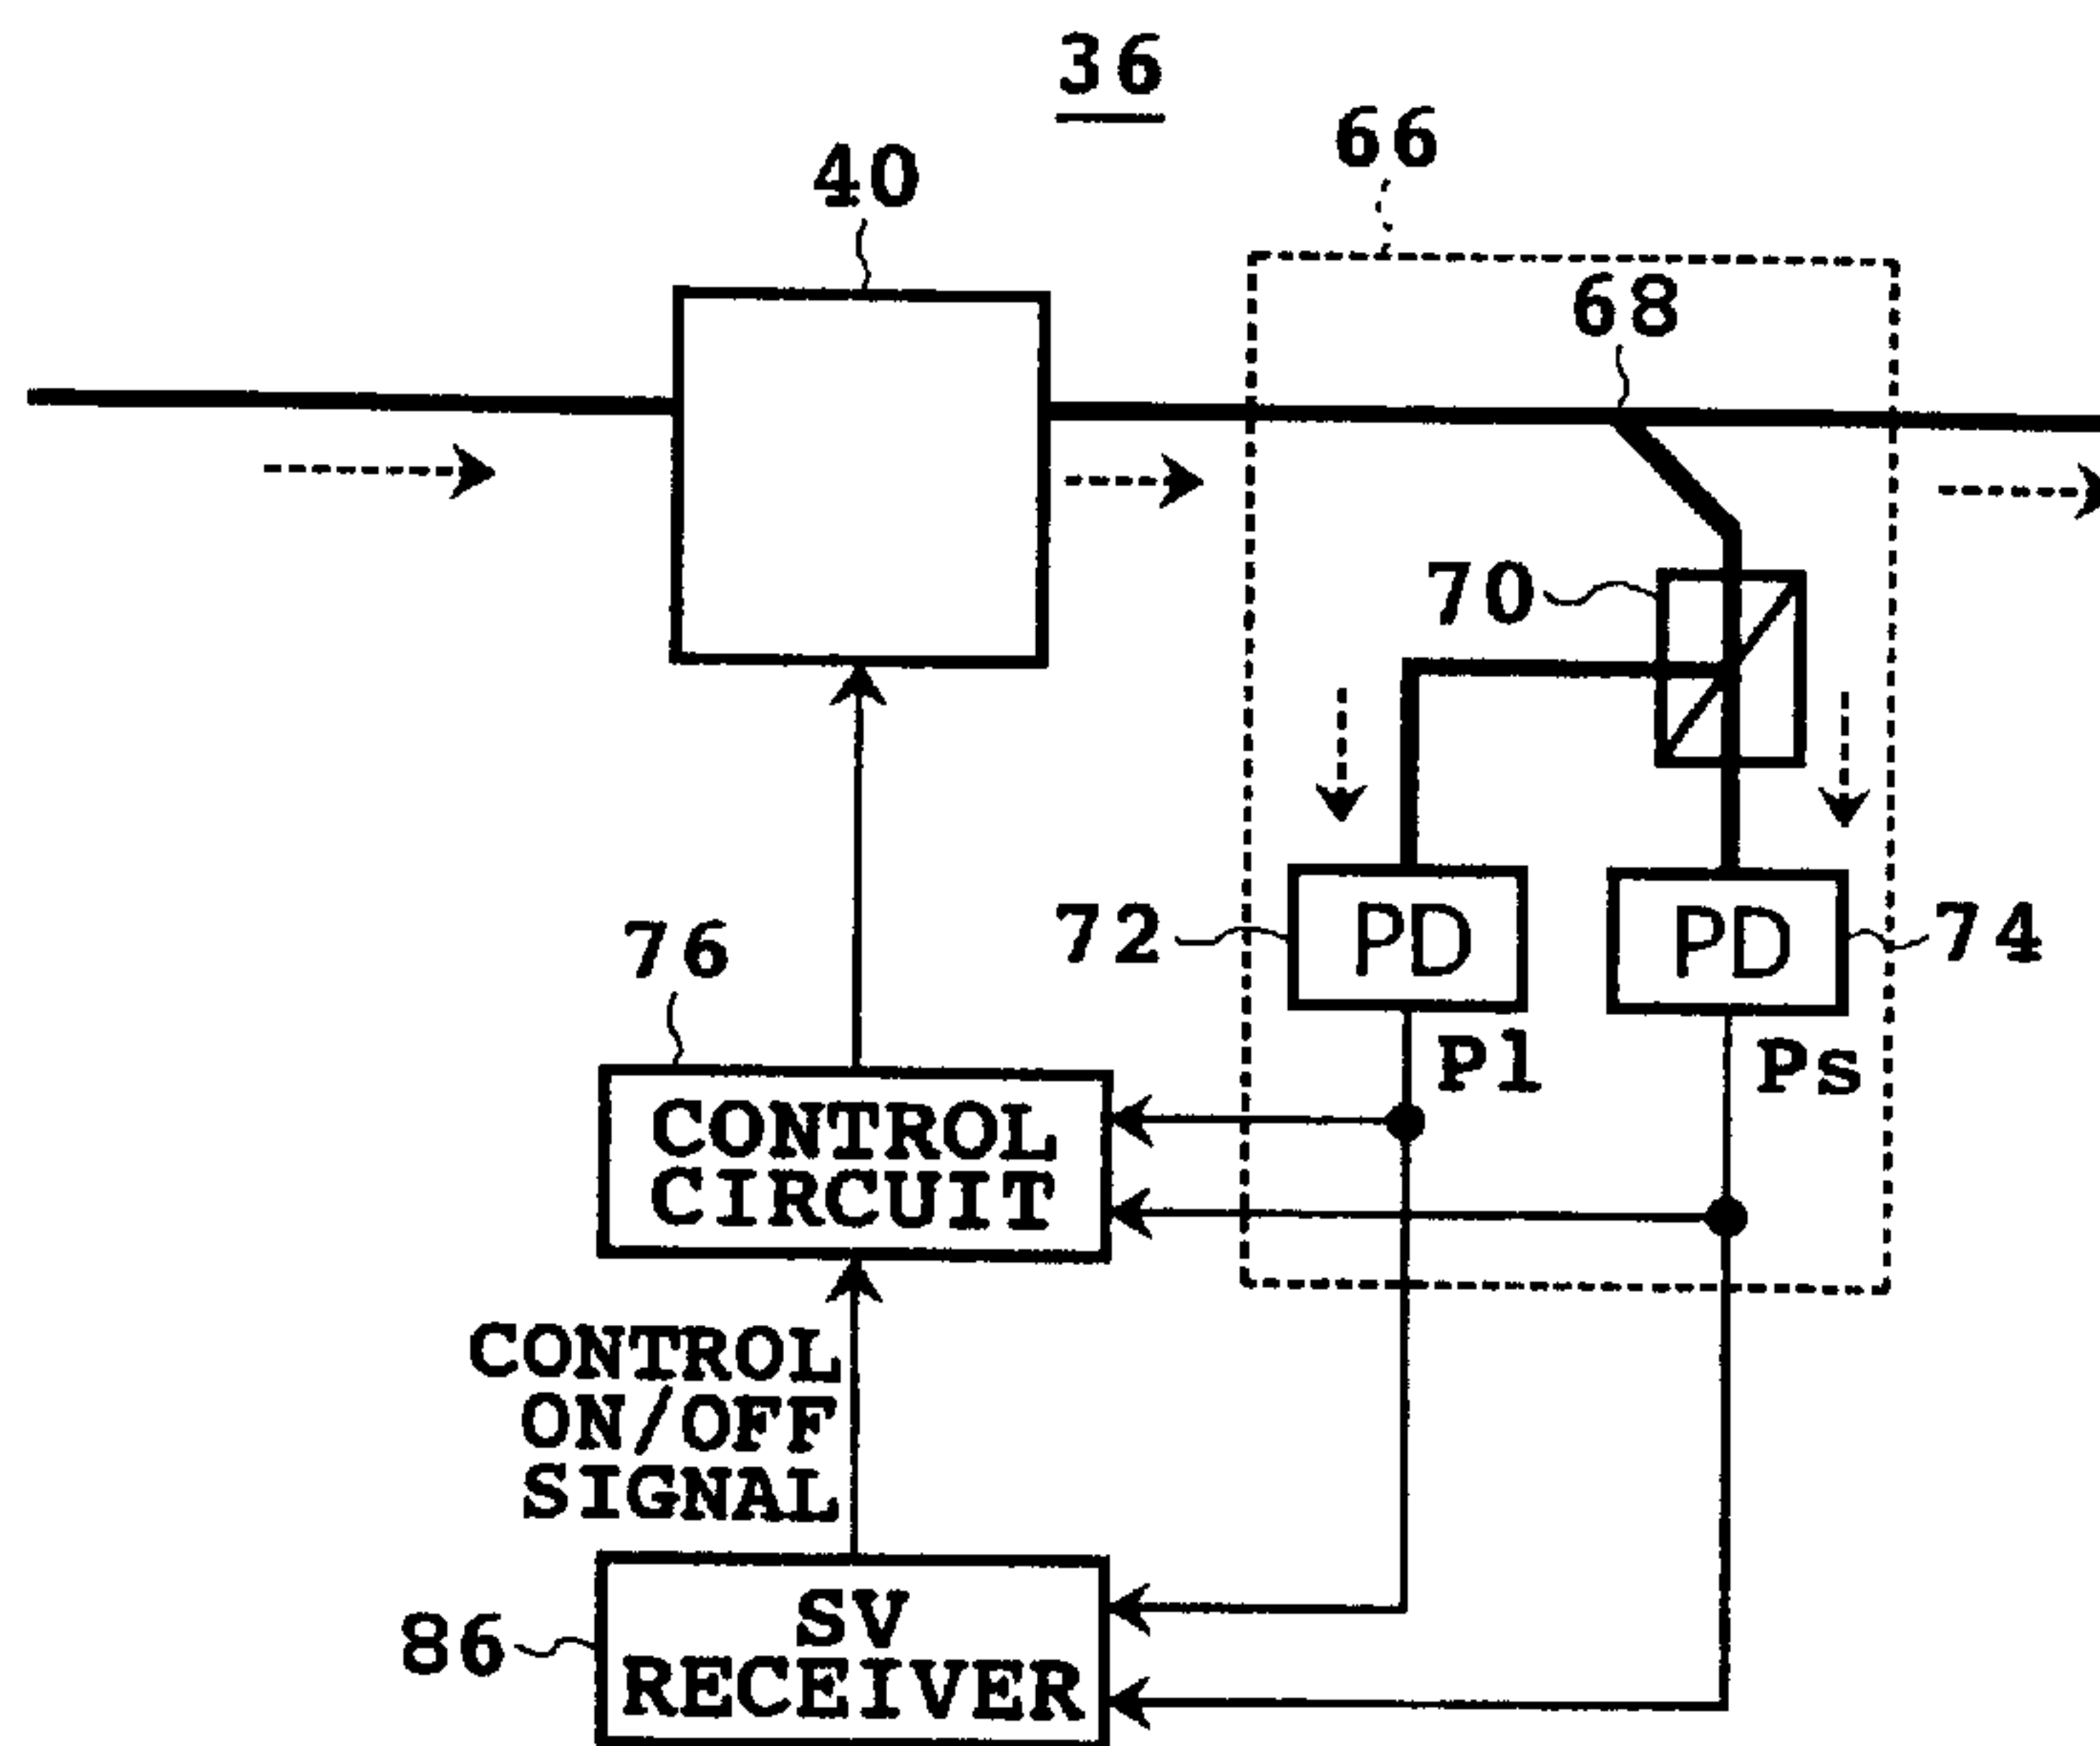 36
40
66
68
70
72
PD
PD
74
76
Pl
Ps
CONTROL
CIRCUIT
CONTROL
ON/OFF
SIGNAL
86
SV
RECEIVER